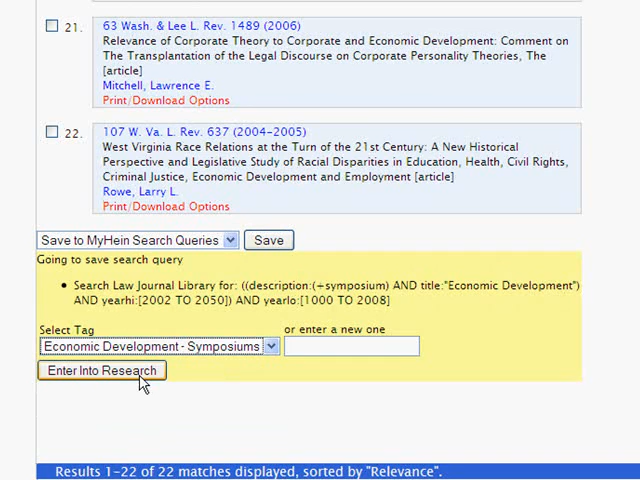 21. 63 Wash. & Lee L. Rev. 1489 (2006)
Relevance of Corporate Theory to Corporate and Economic Development: Comment on
The Transplantation of the Legal Discourse on Corporate Personality Theories, The
[article]
Mitchell, Lawrence E.
Print/Download Options
22. 107 W. Va. L. Rev. 637 (2004-2005)
West Virginia Race Relations at the Turn of the 21st Century: A New Historical
Perspective and Legislative Study of Racial Disparities in Education, Health, Civil Rights,
Criminal Justice, Economic Development and Employment [article]
Rowe, Larry L.
Print/Download Options
Save to MyHein Search Queries Save
Going to save search query
• Search Law Journal Library for: ((description:(+symposium) AND title:"Economic Development")
AND yearhi:[2002 TO 2050]) AND yearlo:[1000 TO 2008]
Select Tag or enter a new one
Economic Development - Symposiums
Enter Into Research
Results 1-22 of 22 matches displayed, sorted by "Relevance".